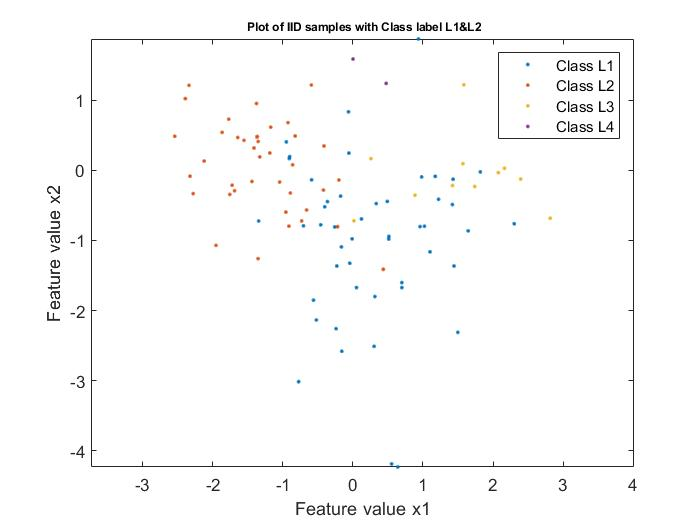 Plot of IID samples with Class label L1&L2
Class L1
Class L2
Class L3
Class L4
1
0
-1
-2
-3
-4
Feature value x2
-3 -2 -1 0 1 2 3 4
Feature value x1